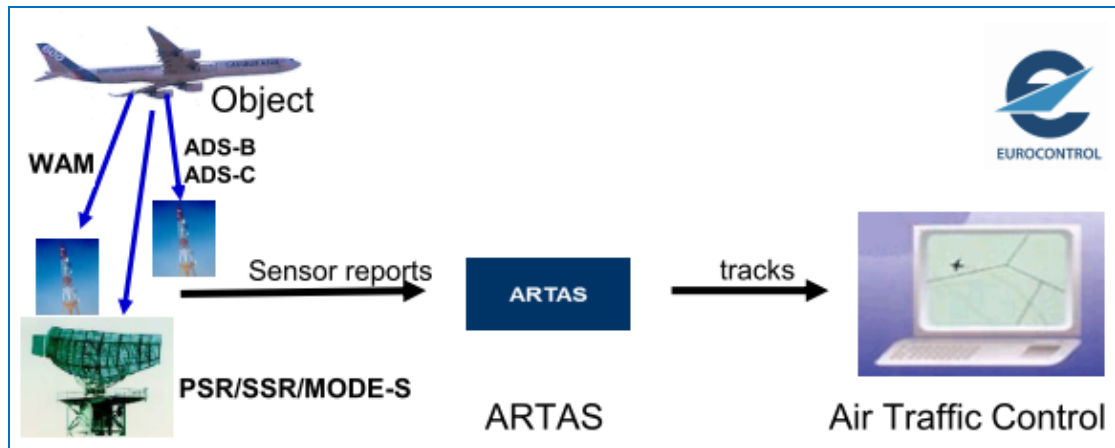 Object
WAM
ADS-B
ADS-C
EUROCONTROL
Sensor reports
ARTAS
tracks
PSR/SSR/MODE-S
ARTAS
Air Traffic Control